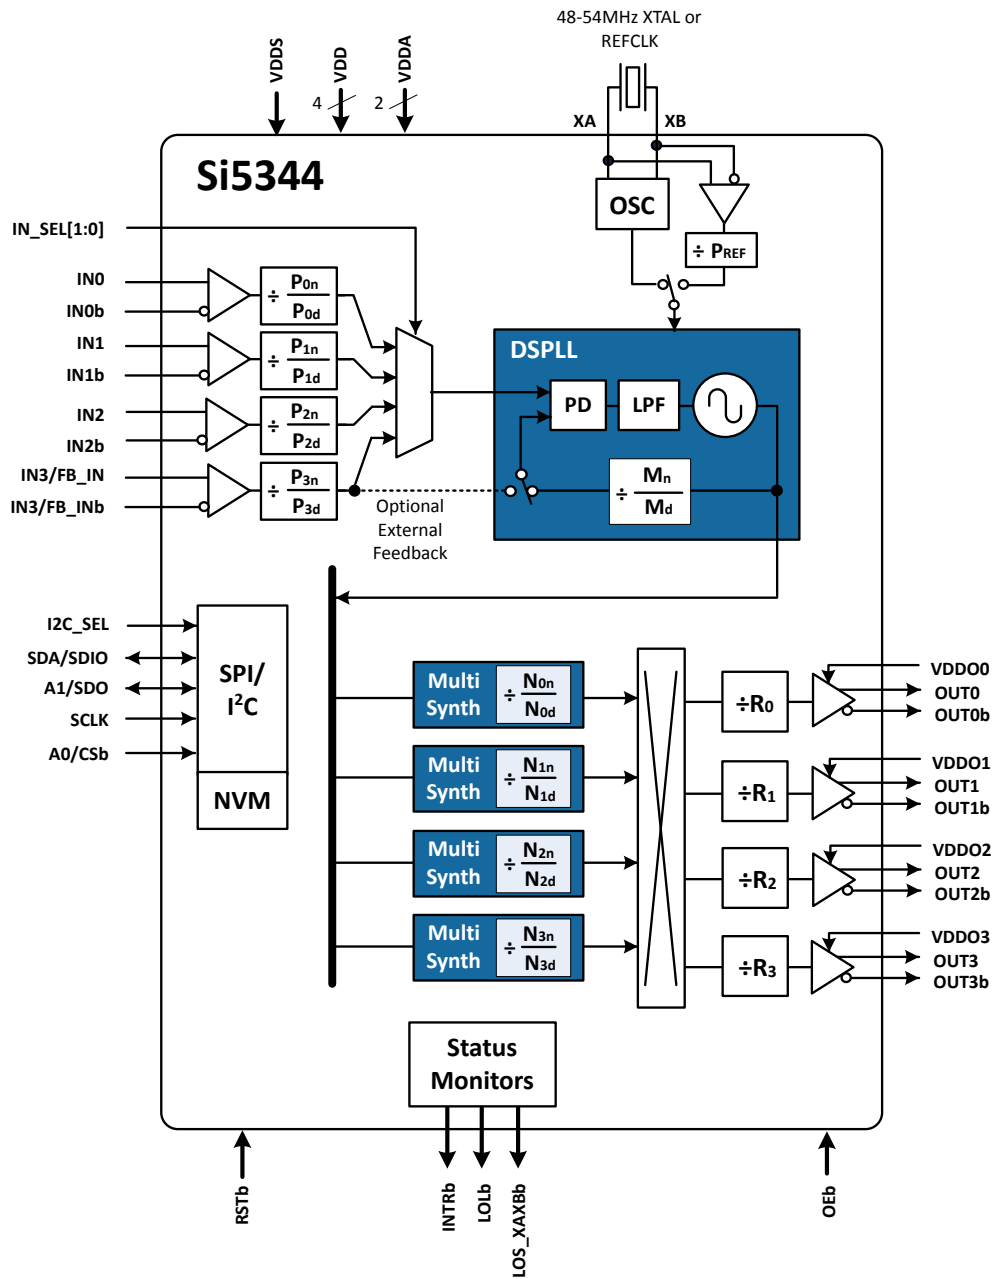 48-54MHz XTAL or
REFCLK
VDDS
VDD
VDDA
4
2
XA
XB
Si5344
OSC
÷ PREF
IN_SEL[1:0]
IN0
IN0b
÷ P0n
P0d
IN1
IN1b
÷ P1n
P1d
IN2
IN2b
÷ P2n
P2d
IN3/FB_IN
IN3/FB_INb
÷ P3n
P3d
DSPLL
PD
LPF
÷ Mn
Md
Optional
External
Feedback
I2C_SEL
SDA/SDIO
A1/SDO
SCLK
A0/CSb
SPI/
I²C
NVM
Multi
Synth
÷ N0n
N0d
Multi
Synth
÷ N1n
N1d
Multi
Synth
÷ N2n
N2d
Multi
Synth
÷ N3n
N3d
÷R0
÷R1
÷R2
÷R3
VDDO0
OUT0
OUT0b
VDDO1
OUT1
OUT1b
VDDO2
OUT2
OUT2b
VDDO3
OUT3
OUT3b
Status
Monitors
RSTb
INTRb
LOLb
LOS_XAXBb
OEb